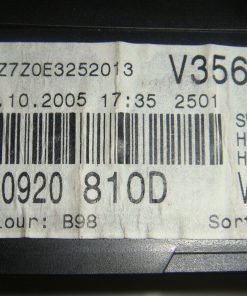 Z7Z0E3252013 V356
.10.2005 17:35 2501
S
H
H
0920 810D V
lour: B98 Sort